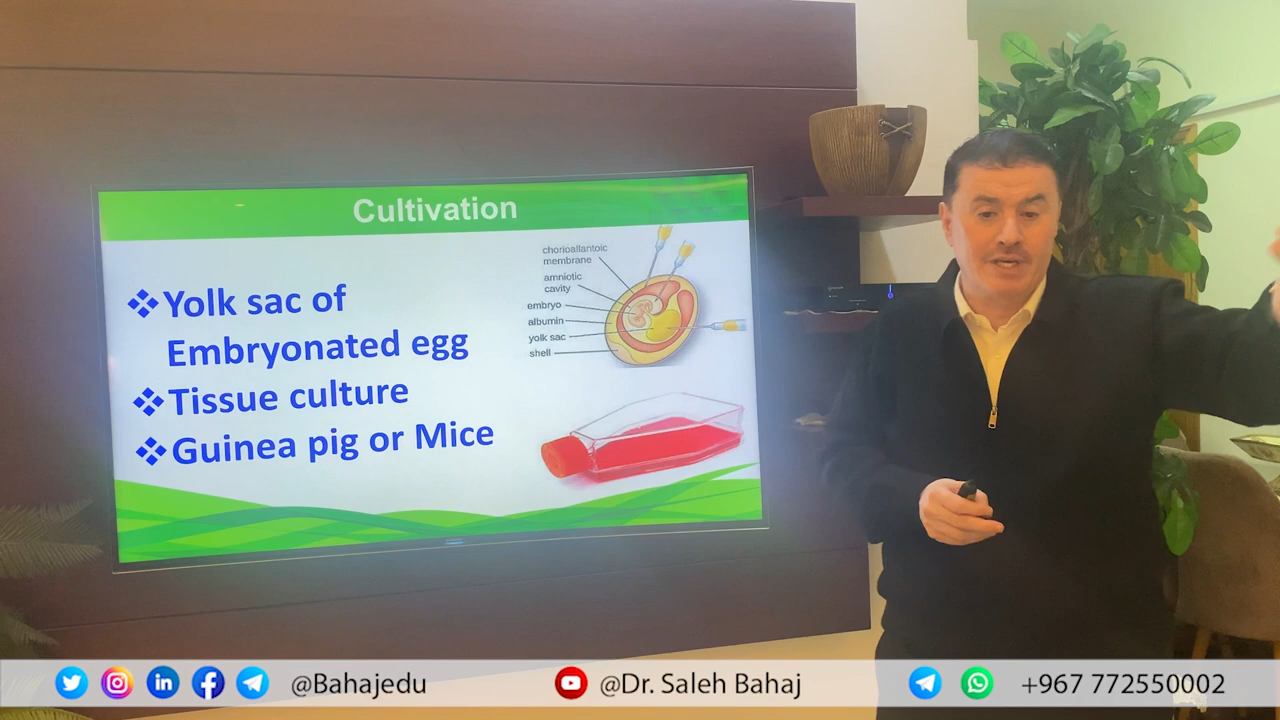 Cultivation
❖Yolk sac of
Embryonated egg
❖Tissue culture
❖Guinea pig or Mice
chorioallantoic
membrane
amniotic
cavity
embryo
albumin
yolk sac
shell
@Bahajedu
@Dr. Saleh Bahaj
+967 772550002